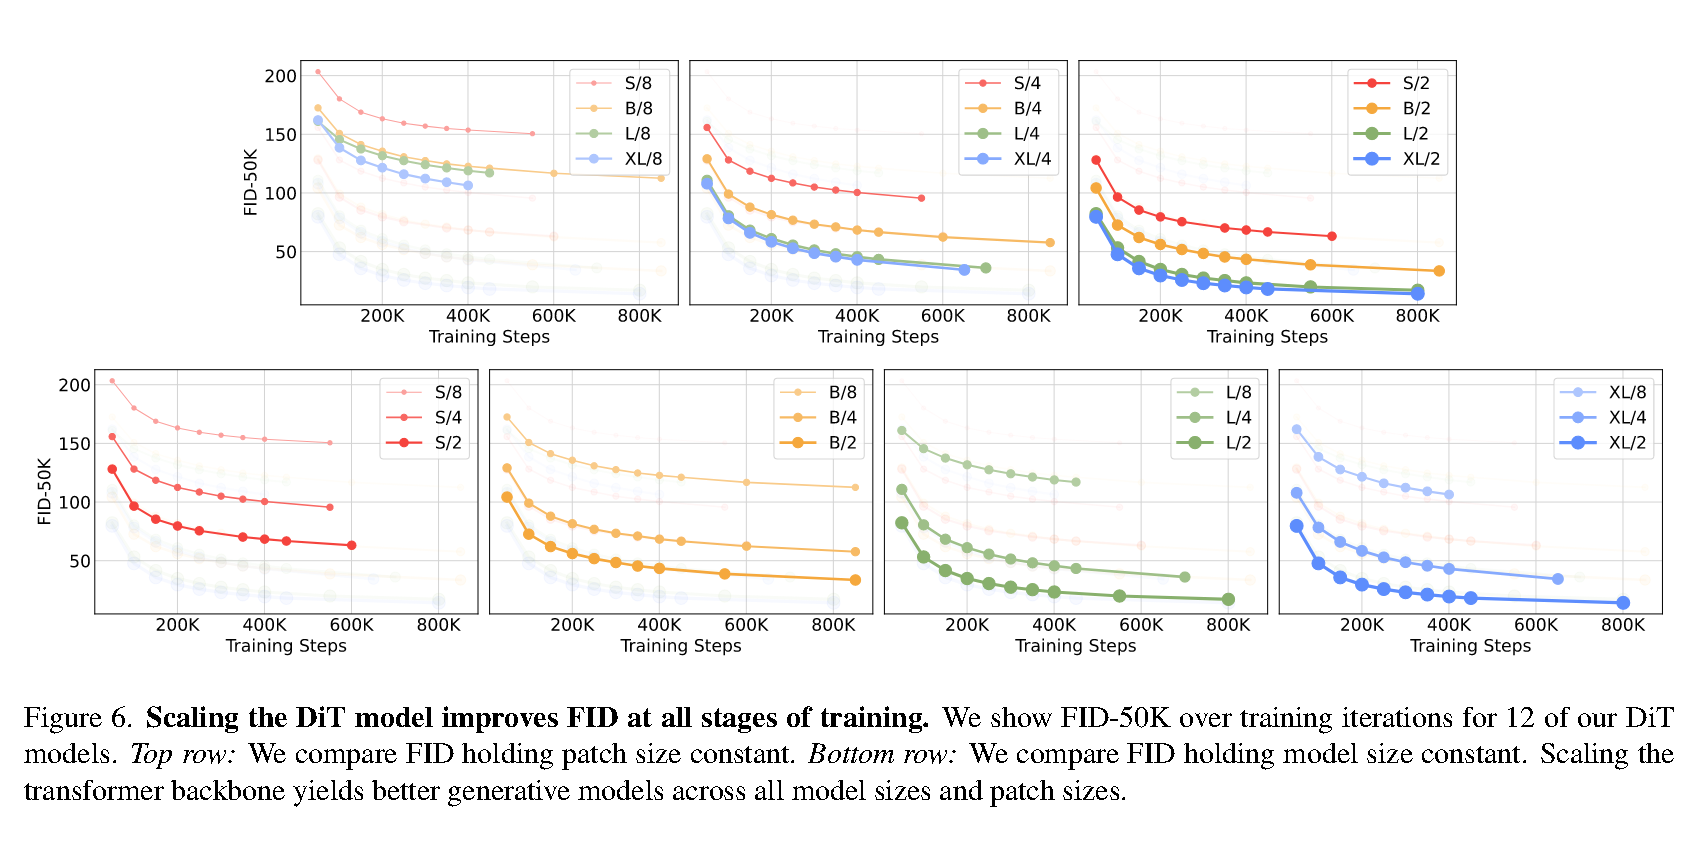 200
150
100
50
FID-50K
S/8
B/8
L/8
XL/8
200K 400K 600K 800K
Training Steps
S/4
B/4
L/4
XL/4
200K 400K 600K 800K
Training Steps
S/2
B/2
L/2
XL/2
200K 400K 600K 800K
Training Steps
200
150
100
50
FID-50K
S/8
S/4
S/2
200K 400K 600K 800K
Training Steps
B/8
B/4
B/2
200K 400K 600K 800K
Training Steps
L/8
L/4
L/2
200K 400K 600K 800K
Training Steps
XL/8
XL/4
XL/2
200K 400K 600K 800K
Training Steps
Figure 6. Scaling the DiT model improves FID at all stages of training. We show FID-50K over training iterations for 12 of our DiT
models. Top row: We compare FID holding patch size constant. Bottom row: We compare FID holding model size constant. Scaling the
transformer backbone yields better generative models across all model sizes and patch sizes.